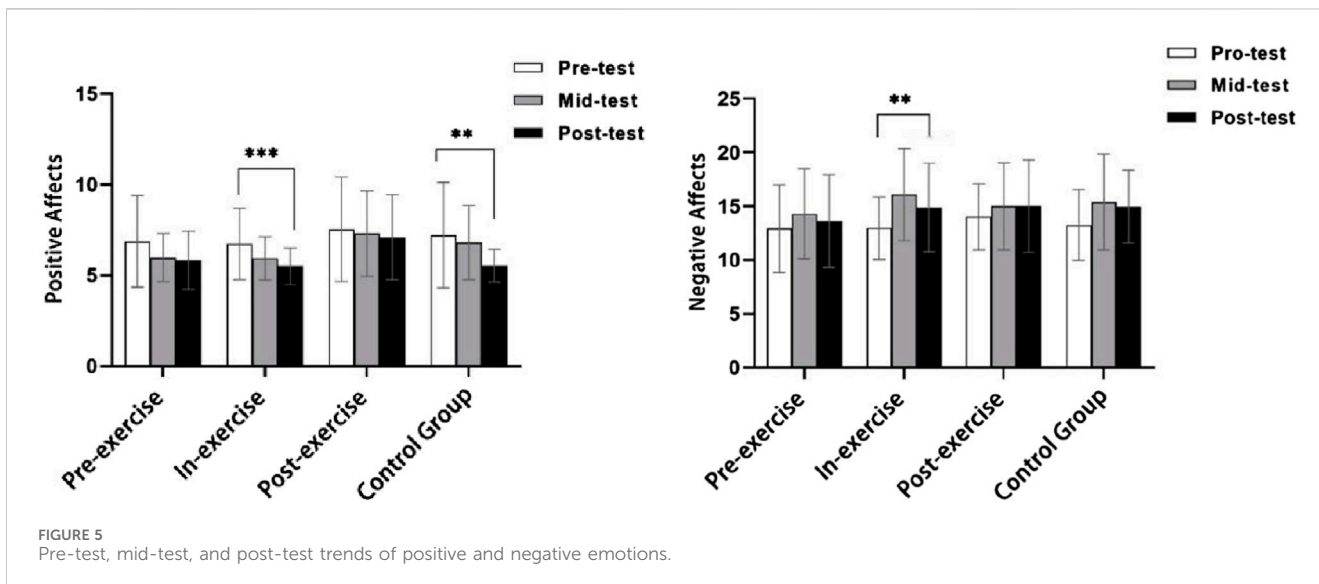 Pre-test
Mid-test
Post-test
Positive Affects
15
10
5
0
***
**
Pre-exercise
In-exercise
Post-exercise
Control Group
Pro-test
Mid-test
Post-test
Negative Affects
25
20
15
10
5
0
**
Pre-exercise
In-exercise
Post-exercise
Control Group
FIGURE 5
Pre-test, mid-test, and post-test trends of positive and negative emotions.